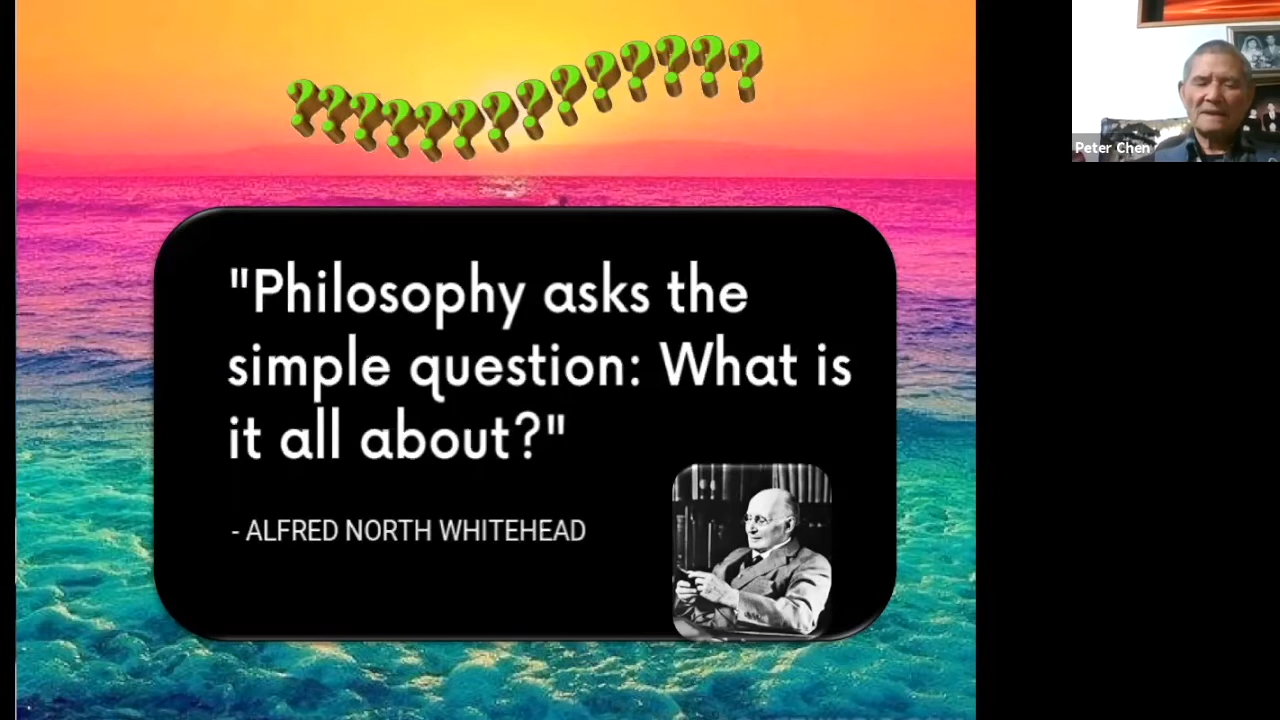 ?????????????
"Philosophy asks the
simple question: What is
it all about?"
- ALFRED NORTH WHITEHEAD
Peter Chen